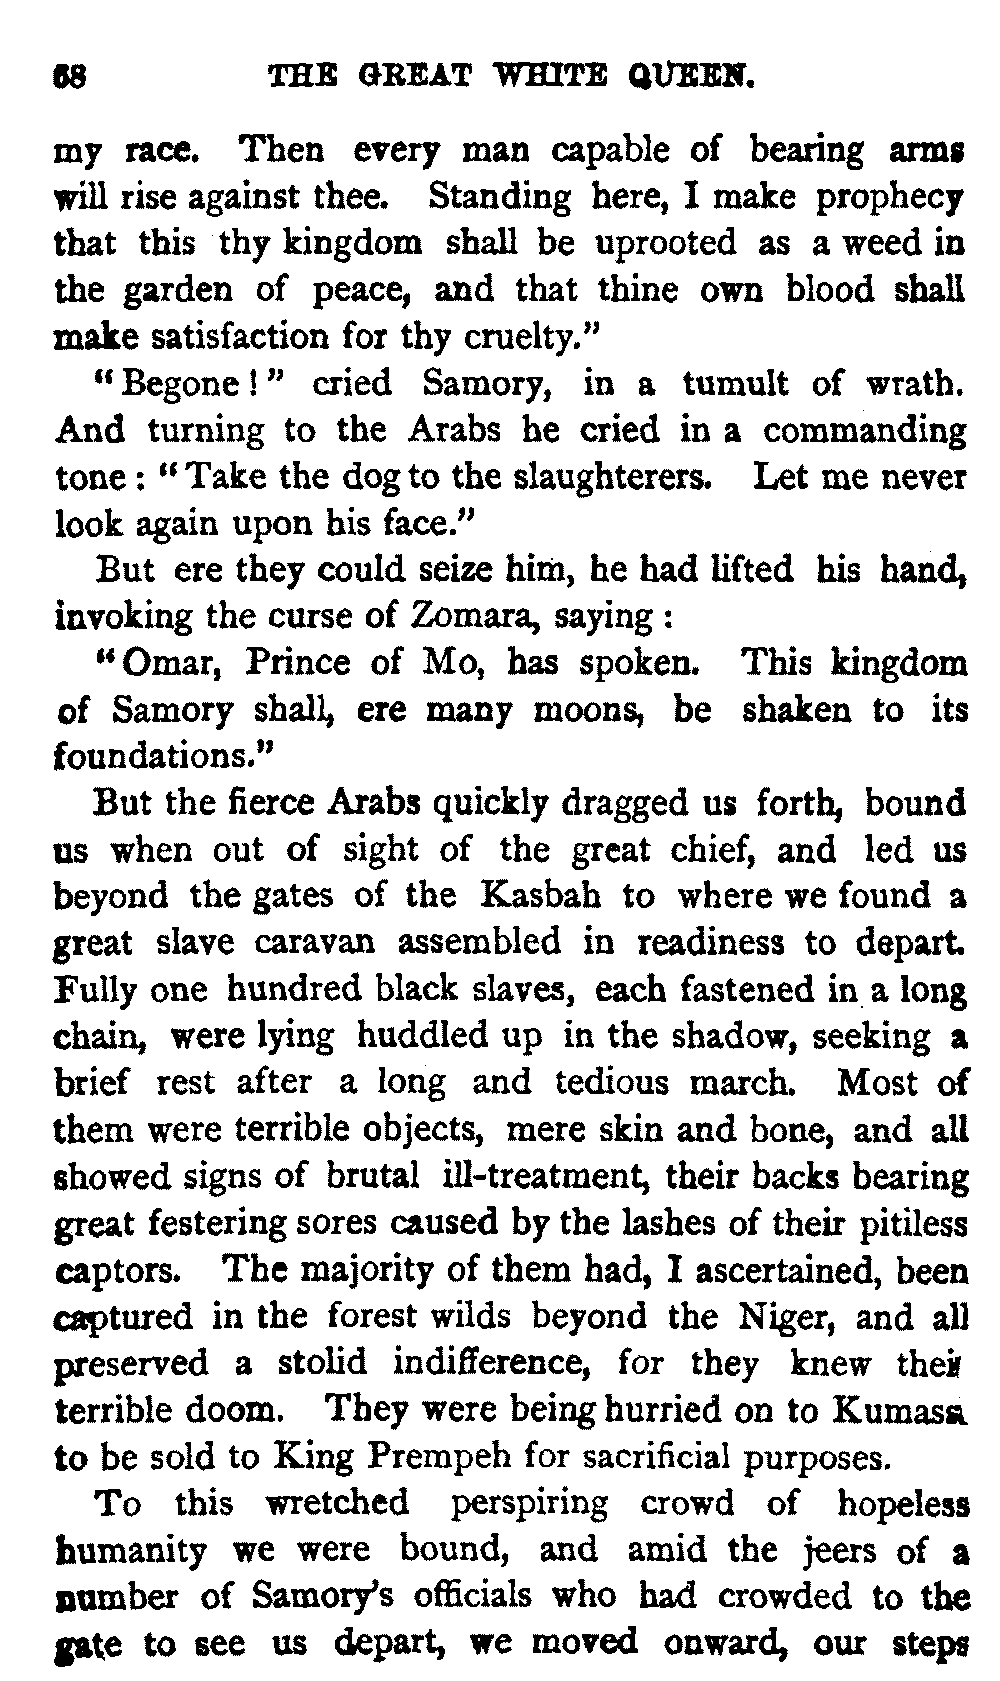 68 THE GREAT WHITE QUEEN.
my race. Then every man capable of bearing arms
will rise against thee. Standing here, I make prophecy
that this thy kingdom shall be uprooted as a weed in
the garden of peace, and that thine own blood shall
make satisfaction for thy cruelty."
"Begone!" cried Samory, in a tumult of wrath.
And turning to the Arabs he cried in a commanding
tone: "Take the dog to the slaughterers. Let me never
look again upon his face."
But ere they could seize him, he had lifted his hand,
invoking the curse of Zomara, saying:
"Omar, Prince of Mo, has spoken. This kingdom
of Samory shall, ere many moons, be shaken to its
foundations."
But the fierce Arabs quickly dragged us forth, bound
us when out of sight of the great chief, and led us
beyond the gates of the Kasbah to where we found a
great slave caravan assembled in readiness to depart.
Fully one hundred black slaves, each fastened in a long
chain, were lying huddled up in the shadow, seeking a
brief rest after a long and tedious march. Most of
them were terrible objects, mere skin and bone, and all
showed signs of brutal ill-treatment, their backs bearing
great festering sores caused by the lashes of their pitiless
captors. The majority of them had, I ascertained, been
captured in the forest wilds beyond the Niger, and all
preserved a stolid indifference, for they knew their
terrible doom. They were being hurried on to Kumassi
to be sold to King Prempeh for sacrificial purposes.
To this wretched perspiring crowd of hopeless
humanity we were bound, and amid the jeers of a
number of Samory's officials who had crowded to the
gate to see us depart, we moved onward, our steps